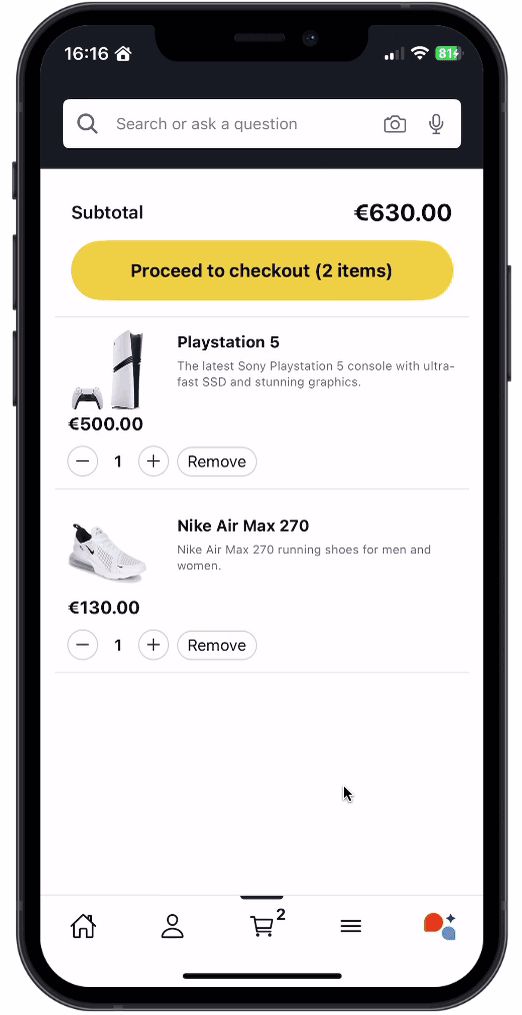 16:16
81
Search or ask a question
Subtotal €630.00
Proceed to checkout (2 items)
Playstation 5
The latest Sony Playstation 5 console with ultra-
fast SSD and stunning graphics.
€500.00
1 Remove
Nike Air Max 270
Nike Air Max 270 running shoes for men and
women.
€130.00
1 Remove
2